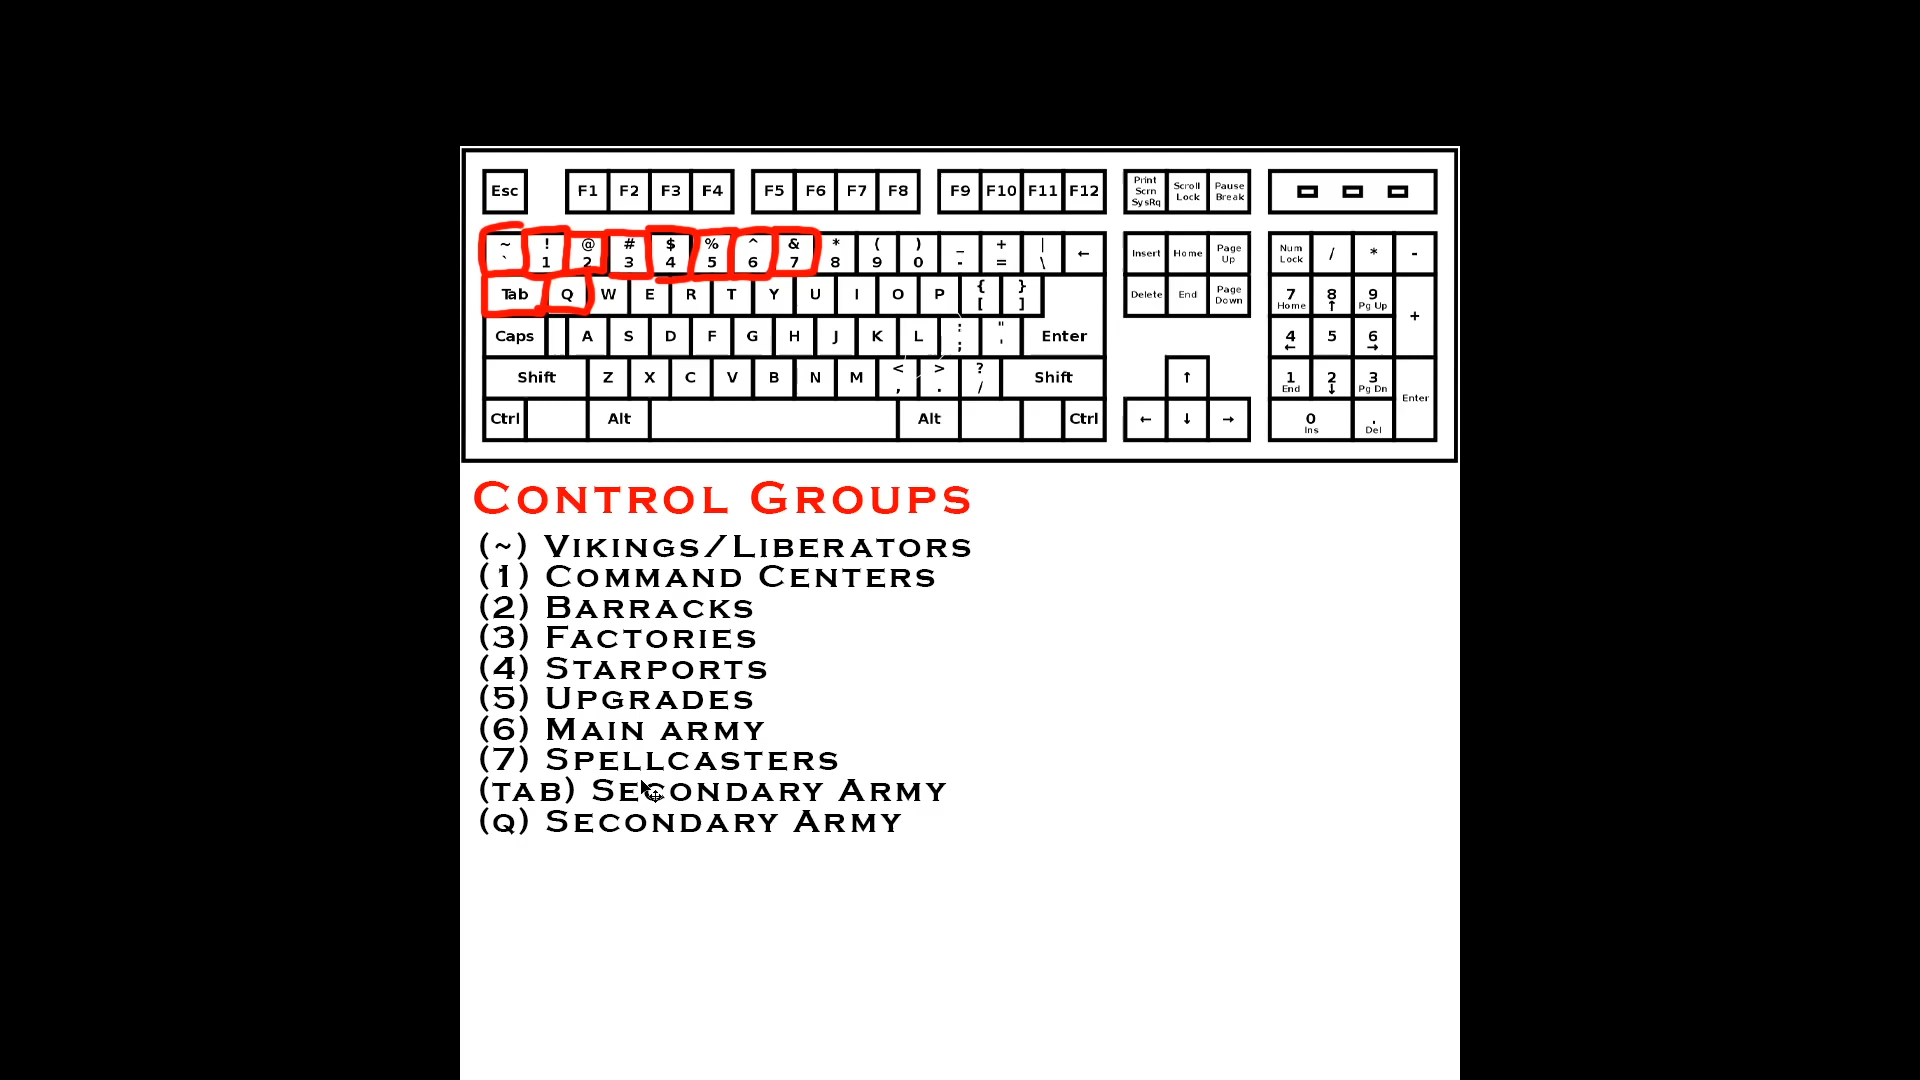 Esc F1 F2 F3 F4 F5 F6 F7 F8 F9 F10 F11 F12 Print Scrn SysRq Scroll Lock Pause Break
~ ! @ # $ % ^ & * ( ) _ + |
` 1 2 3 4 5 6 7 8 9 0 - = \ ← Insert Home Page Up Num Lock / * -
Tab Q W E R T Y U I O P { [ } ] Delete End Page Down 7 Home 8 ↑ 9 Pg Up +
Caps A S D F G H J K L : ; " ' Enter 4 ← 5 6 →
Shift Z X C V B N M < , > . ? / Shift ↑ 1 End 2 ↓ 3 Pg Dn Enter
Ctrl Alt Alt Ctrl ← ↓ → 0 Ins . Del
Control Groups
(~) Vikings/Liberators
(1) Command Centers
(2) Barracks
(3) Factories
(4) Starports
(5) Upgrades
(6) Main army
(7) Spellcasters
(tab) Secondary Army
(Q) Secondary Army